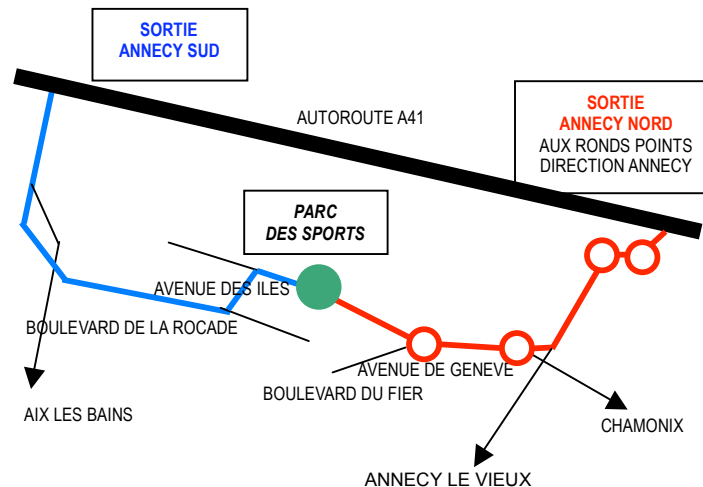 SORTIE
ANNECY SUD
AUTOROUTE A41
SORTIE
ANNECY NORD
AUX RONDS POINTS
DIRECTION ANNECY
PARC
DES SPORTS
AVENUE DES ILES
BOULEVARD DE LA ROCADE
AVENUE DE GENEVE
BOULEVARD DU FIER
AIX LES BAINS
CHAMONIX
ANNECY LE VIEUX